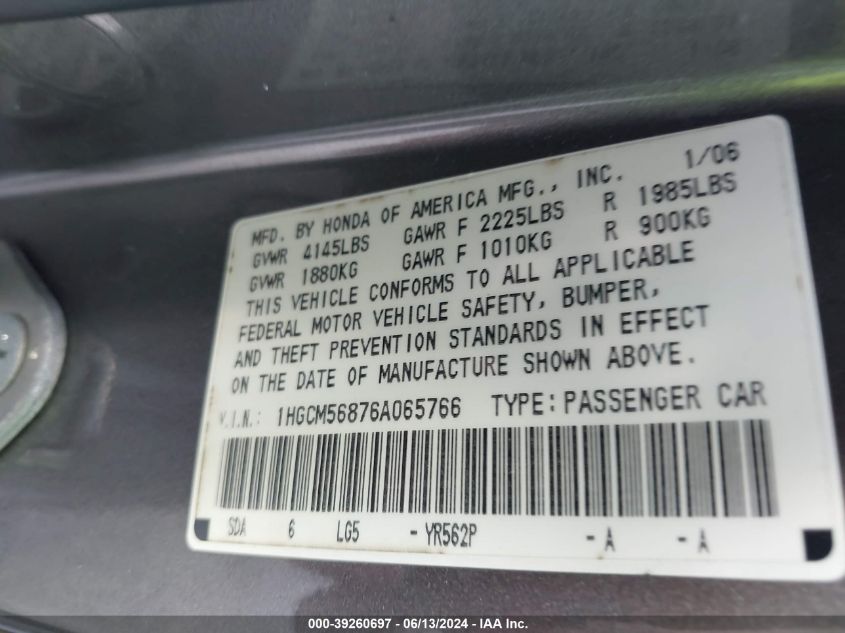 MFD. BY HONDA OF AMERICA MFG., INC. 1/06
GVWR 4145LBS GAWR F 2225LBS R 1985LBS
GVWR 1880KG GAWR F 1010KG R 900KG
THIS VEHICLE CONFORMS TO ALL APPLICABLE
FEDERAL MOTOR VEHICLE SAFETY, BUMPER,
AND THEFT PREVENTION STANDARDS IN EFFECT
ON THE DATE OF MANUFACTURE SHOWN ABOVE.
V.I.N.: 1HGCM56876A065766 TYPE: PASSENGER CAR
SDA 6 LG5 - YR562P - A - A
000-39260697 - 06/13/2024 - IAA Inc.